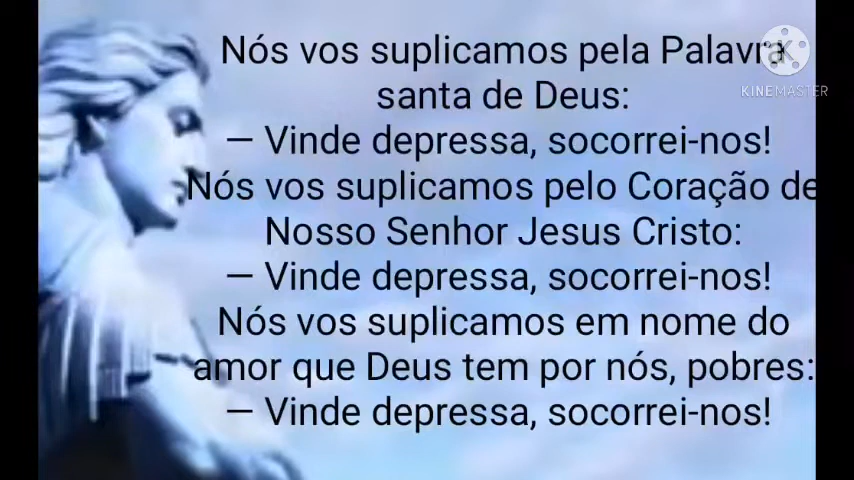 Nós vos suplicamos pela Palavra
santa de Deus:
— Vinde depressa, socorrei-nos!
Nós vos suplicamos pelo Coração de
Nosso Senhor Jesus Cristo:
— Vinde depressa, socorrei-nos!
Nós vos suplicamos em nome do
amor que Deus tem por nós, pobres:
— Vinde depressa, socorrei-nos!
K
KINEMASTER